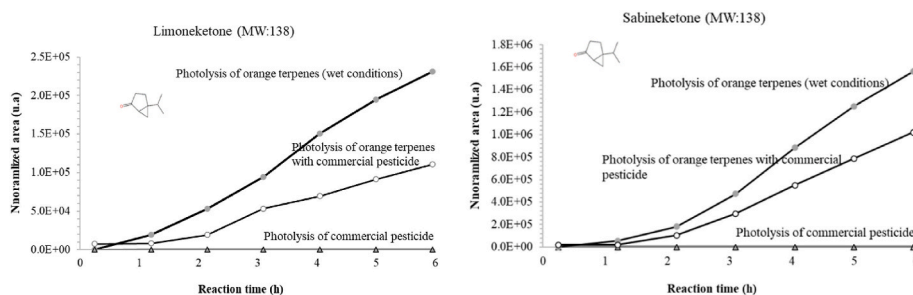 Limoneketone (MW:138)
Nnoramlized area (u.a)
2.5E+05
2.0E+05
1.5E+05
1.0E+05
5.0E+04
0.0E+00
Photolysis of orange terpenes (wet conditions)
Photolysis of orange terpenes
with commercial pesticide
Photolysis of commercial pesticide
0 1 2 3 4 5 6
Reaction time (h)
Sabineketone (MW:138)
Nnoramlized area (u.a)
1.8E+06
1.6E+06
1.4E+06
1.2E+06
1.0E+06
8.0E+05
6.0E+05
4.0E+05
2.0E+05
0.0E+00
Photolysis of orange terpenes (wet conditions)
Photolysis of orange terpenes with commercial
pesticide
Photolysis of commercial pesticide
0 1 2 3 4 5 6
Reaction time (h)